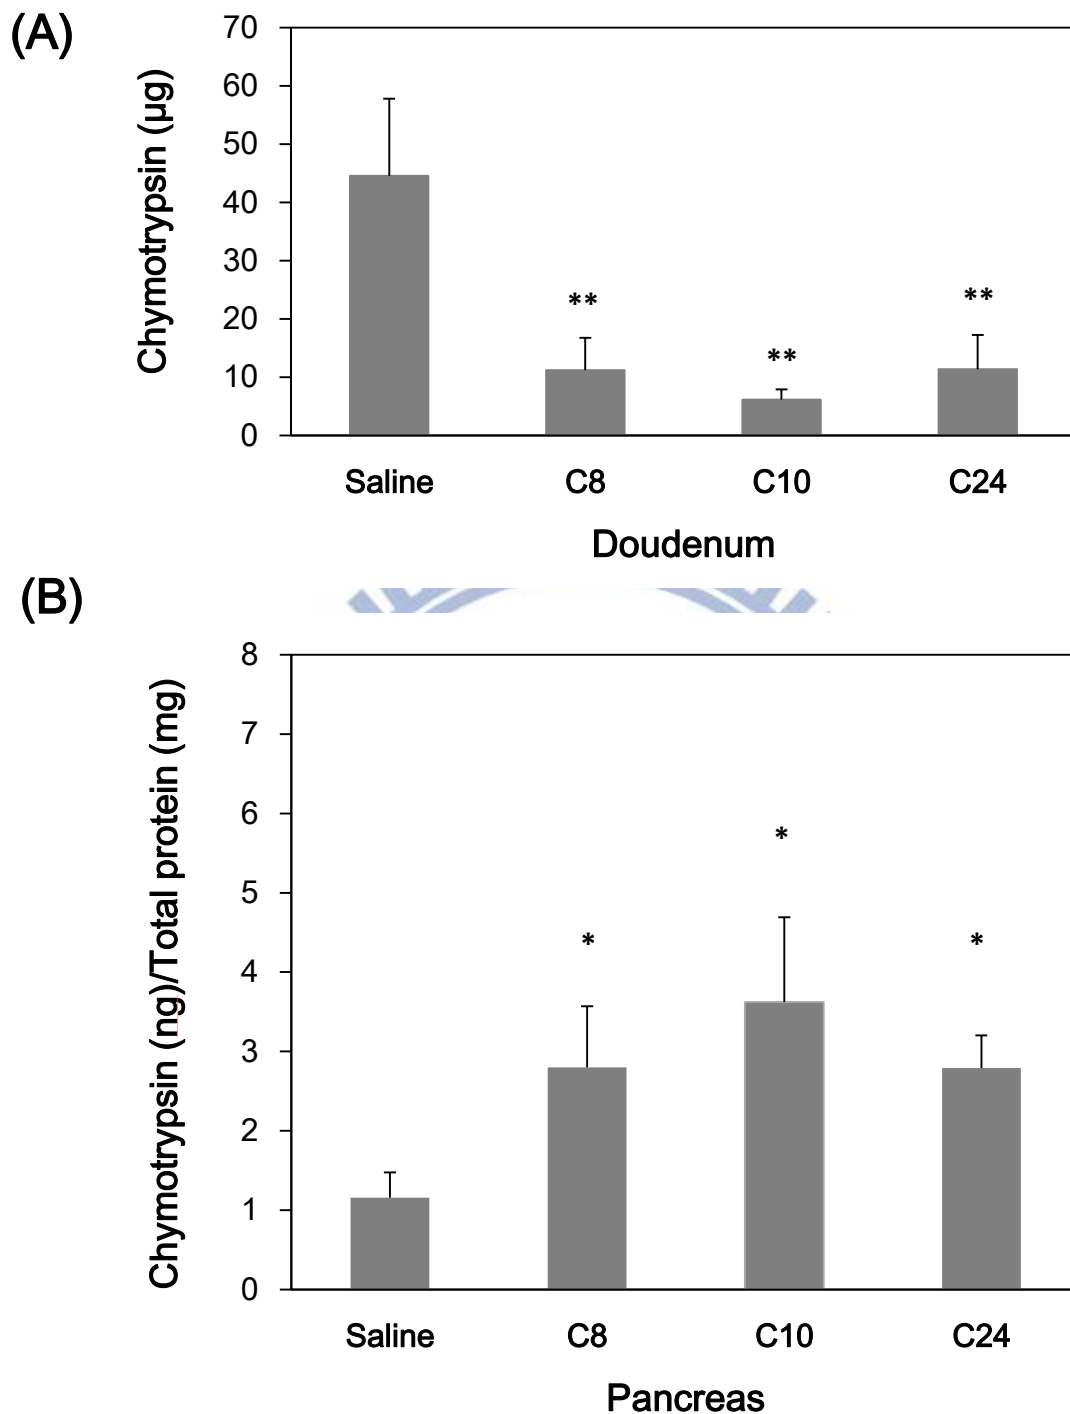 (A)
Chymotrypsin (µg)
70
60
50
40
30
20
10
0
**
**
**
Saline C8 C10 C24
Doudenum
(B)
Chymotrypsin (ng)/Total protein (mg)
8
7
6
5
4
3
2
1
0
*
*
*
Saline C8 C10 C24
Pancreas